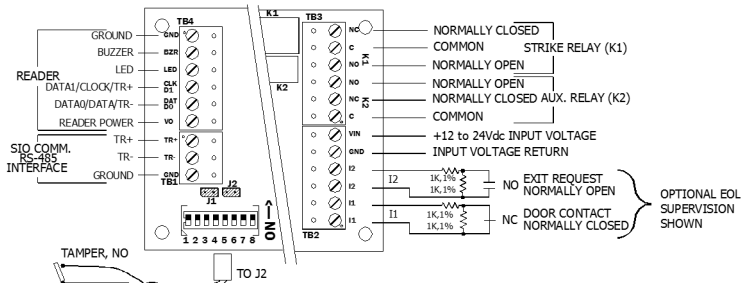 TB4
K1
TB3
GROUND
GND
NC
NORMALLY CLOSED
BUZZER
BZR
C
COMMON
STRIKE RELAY (K1)
LED
LED
K1
NO
NORMALLY OPEN
READER
DATA1/CLOCK/TR+
CLK
D1
NO
NORMALLY OPEN
DATA0/DATA/TR-
DAT
D0
K2
K2
NC
NORMALLY CLOSED
AUX. RELAY (K2)
READER POWER
VO
C
COMMON
TR+
TR+
VIN
+12 to 24Vdc INPUT VOLTAGE
SIO COMM.
RS-485
INTERFACE
TR-
TR-
GND
INPUT VOLTAGE RETURN
GROUND
GND
TB1
I2
I2
I2
1K,1%
1K,1%
NO
EXIT REQUEST
NORMALLY OPEN
J1
J2
I1
I1
I1
1K,1%
1K,1%
NC
DOOR CONTACT
NORMALLY CLOSED
OPTIONAL EOL
SUPERVISION
SHOWN
TB2
<—NO
1 2 3 4 5 6 7 8
TAMPER, NO
TO J2